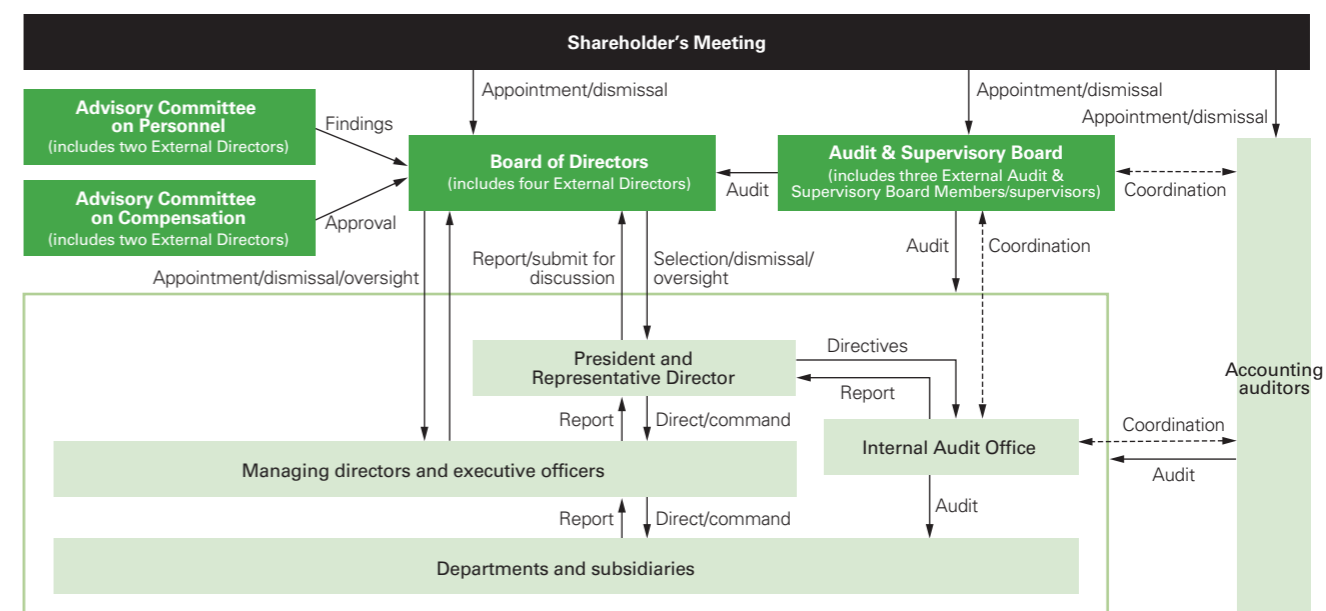 Shareholder's Meeting
Appointment/dismissal
Appointment/dismissal
Appointment/dismissal
Advisory Committee
on Personnel
(includes two External Directors)
Findings
Board of Directors
(includes four External Directors)
Audit
Audit & Supervisory Board
(includes three External Audit &
Supervisory Board Members/supervisors)
Coordination
Advisory Committee
on Compensation
(includes two External Directors)
Approval
Appointment/dismissal/oversight
Report/submit for
discussion
Selection/dismissal/
oversight
Audit
Coordination
President and
Representative Director
Directives
Report
Accounting
auditors
Report
Direct/command
Managing directors and executive officers
Internal Audit Office
Coordination
Audit
Report
Direct/command
Audit
Departments and subsidiaries